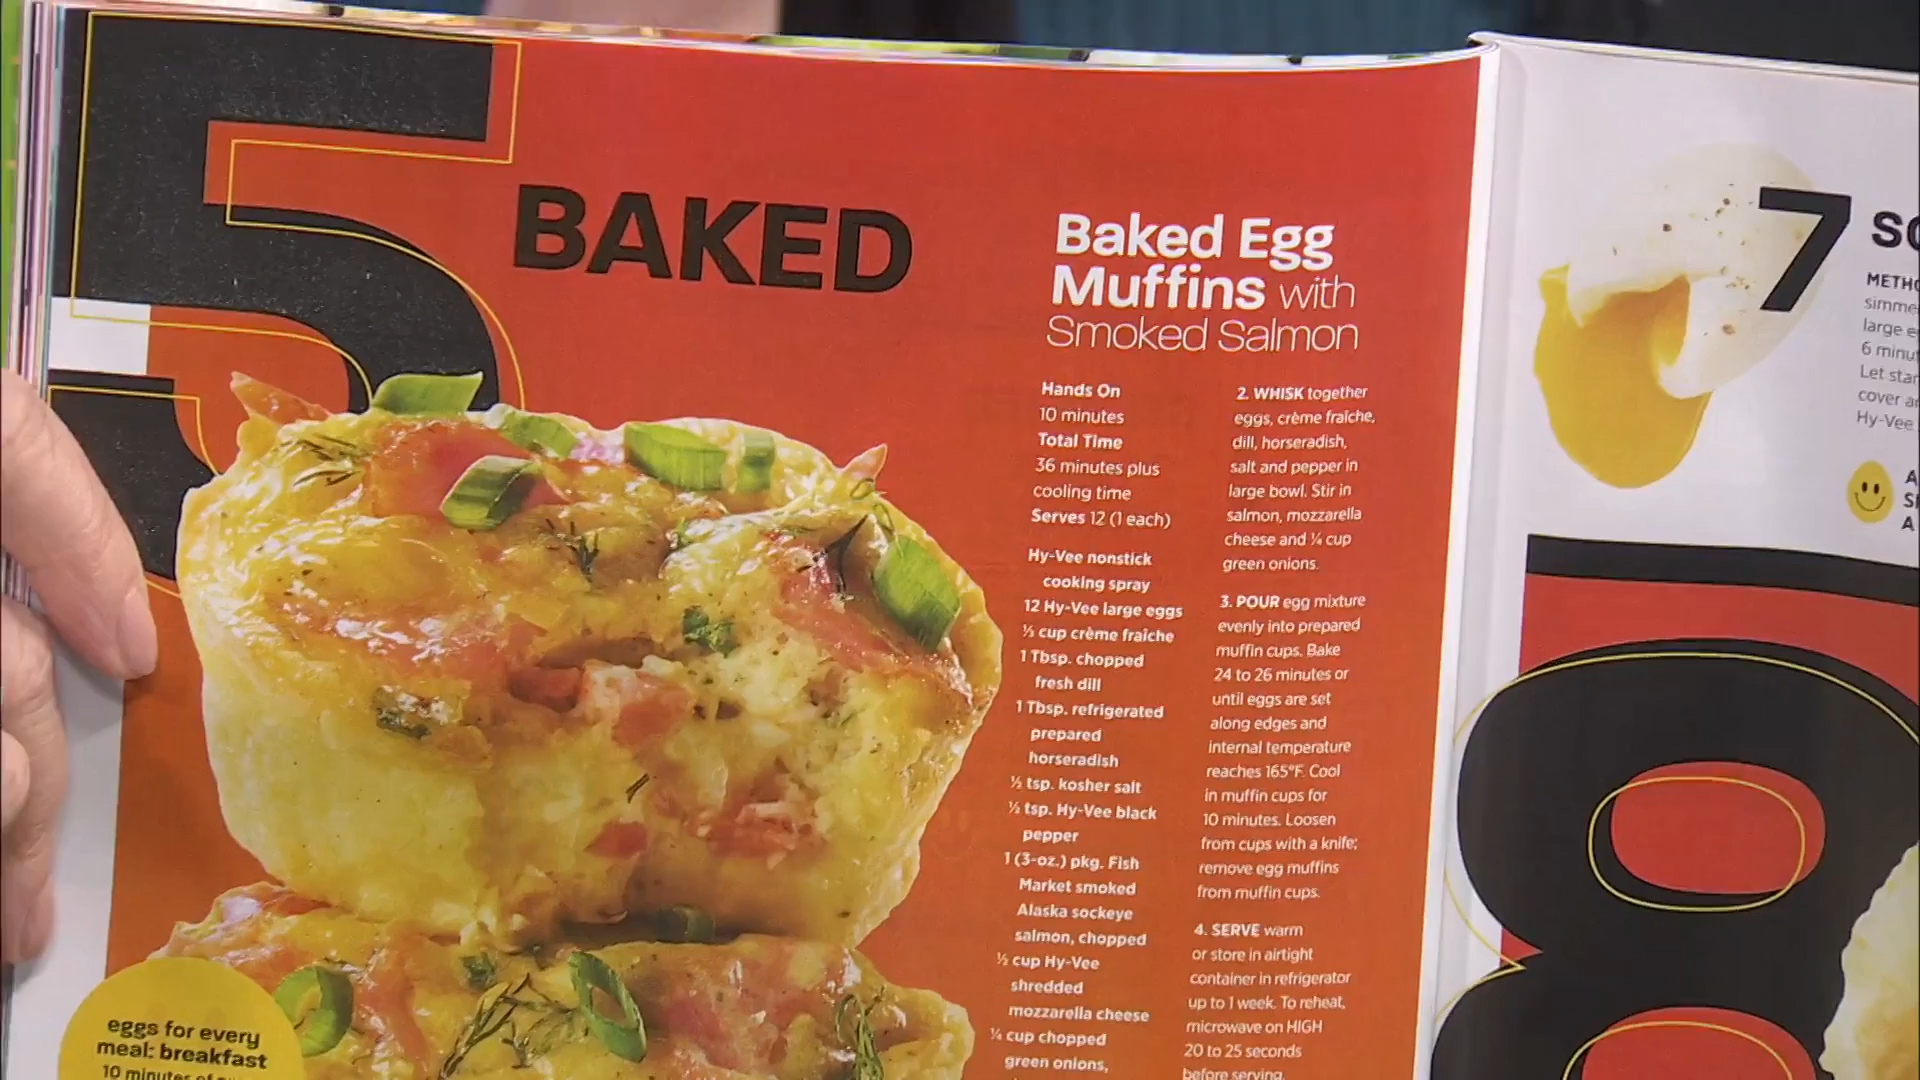 5
BAKED
Baked Egg
Muffins with
Smoked Salmon
Hands On
10 minutes
Total Time
36 minutes plus
cooling time
Serves 12 (1 each)
Hy-Vee nonstick
cooking spray
12 Hy-Vee large eggs
⅓ cup crème fraîche
1 Tbsp. chopped
fresh dill
1 Tbsp. refrigerated
prepared
horseradish
½ tsp. kosher salt
½ tsp. Hy-Vee black
pepper
1 (3-oz.) pkg. Fish
Market smoked
Alaska sockeye
salmon, chopped
½ cup Hy-Vee
shredded
mozzarella cheese
¼ cup chopped
green onions,
2. WHISK together
eggs, crème fraîche,
dill, horseradish,
salt and pepper in
large bowl. Stir in
salmon, mozzarella
cheese and ¼ cup
green onions.
3. POUR egg mixture
evenly into prepared
muffin cups. Bake
24 to 26 minutes or
until eggs are set
along edges and
internal temperature
reaches 165°F. Cool
in muffin cups for
10 minutes. Loosen
from cups with a knife;
remove egg muffins
from muffin cups.
4. SERVE warm
or store in airtight
container in refrigerator
up to 1 week. To reheat,
microwave on HIGH
20 to 25 seconds
before serving.
eggs for every
meal: breakfast
10 minutes of
7
large
6
Let
cover
Hy-Vee
A
A
8